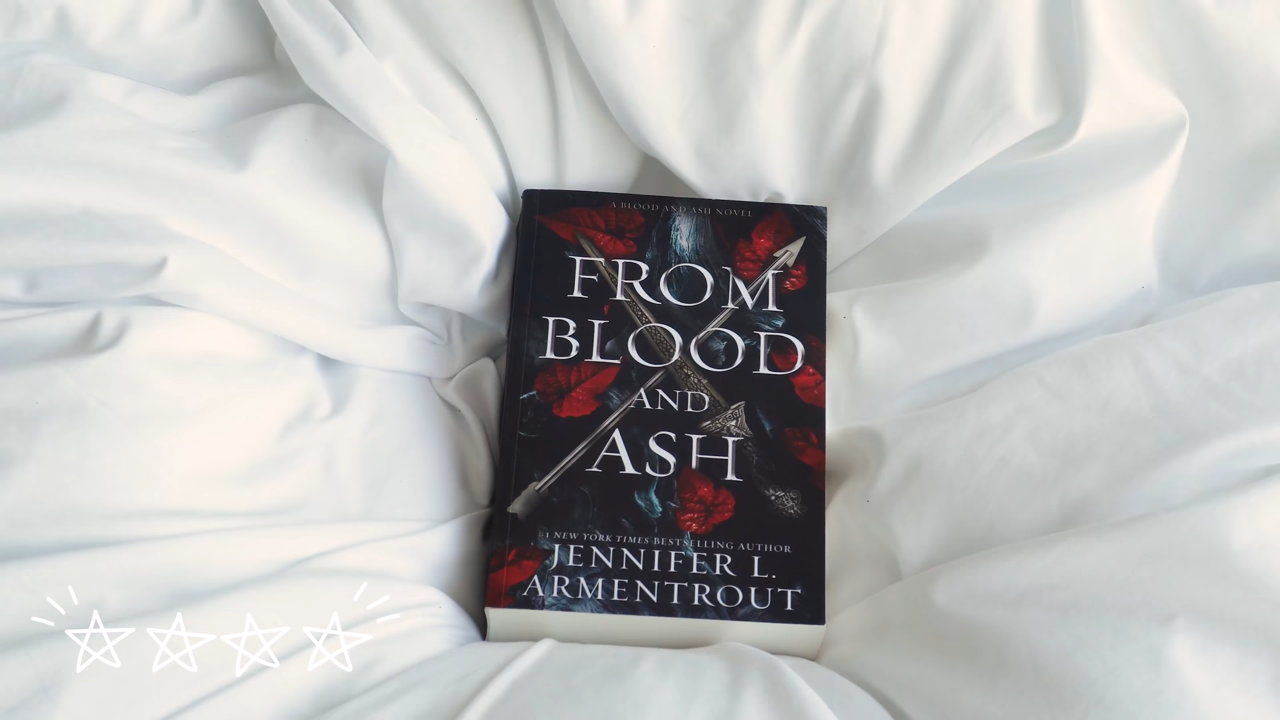 A BLOOD AND ASH NOVEL
FROM
BLOOD
AND
ASH
#1 NEW YORK TIMES BESTSELLING AUTHOR
JENNIFER L.
ARMENTROUT